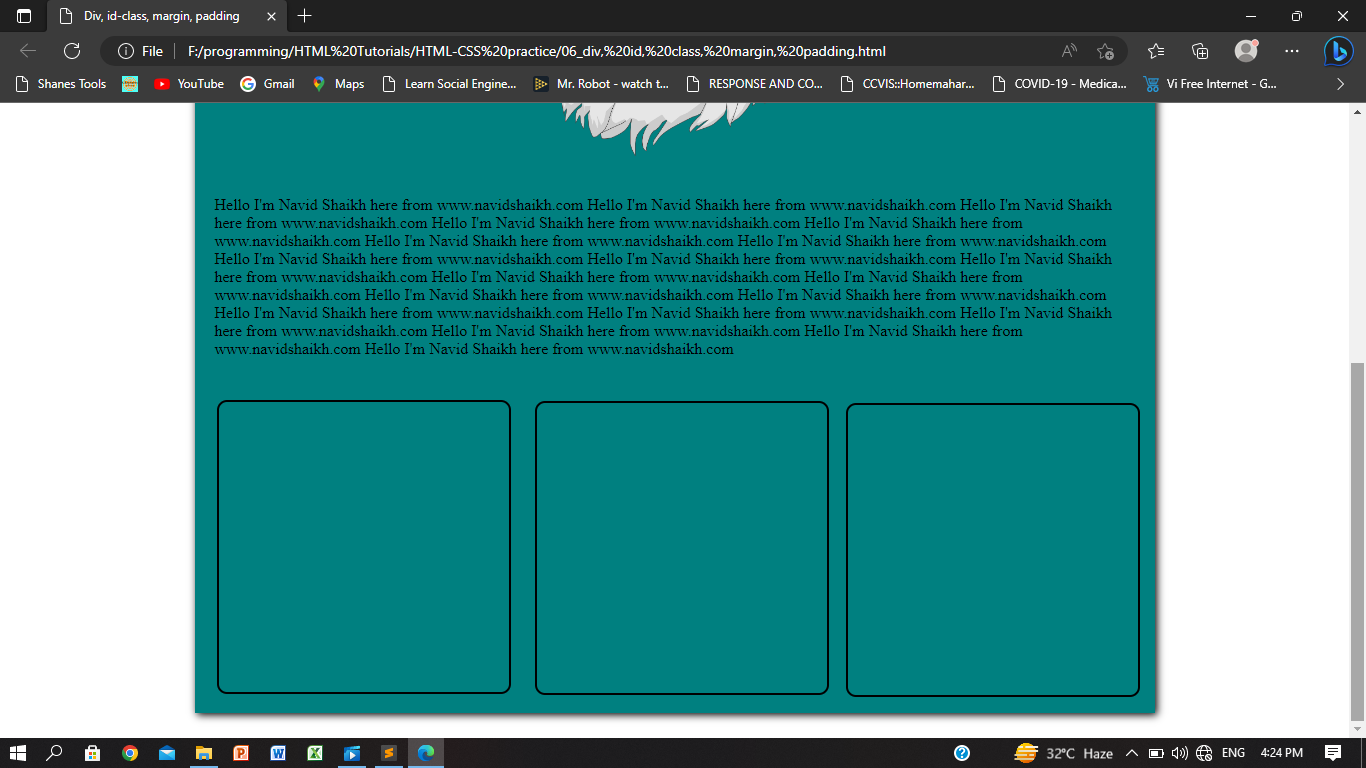 Div, id-class, margin, padding
File F:/programming/HTML%20Tutorials/HTML-CSS%20practice/06_div,%20id,%20class,%20margin,%20padding.html
Shanes Tools YouTube Gmail Maps Learn Social Engine... Mr. Robot - watch t... RESPONSE AND CO... CCVIS::Homemahar... COVID-19 - Medica... Vi Free Internet - G...
Hello I'm Navid Shaikh here from www.navidshaikh.com Hello I'm Navid Shaikh here from www.navidshaikh.com Hello I'm Navid Shaikh
here from www.navidshaikh.com Hello I'm Navid Shaikh here from www.navidshaikh.com Hello I'm Navid Shaikh here from
www.navidshaikh.com Hello I'm Navid Shaikh here from www.navidshaikh.com Hello I'm Navid Shaikh here from www.navidshaikh.com
Hello I'm Navid Shaikh here from www.navidshaikh.com Hello I'm Navid Shaikh here from www.navidshaikh.com Hello I'm Navid Shaikh
here from www.navidshaikh.com Hello I'm Navid Shaikh here from www.navidshaikh.com Hello I'm Navid Shaikh here from
www.navidshaikh.com Hello I'm Navid Shaikh here from www.navidshaikh.com Hello I'm Navid Shaikh here from www.navidshaikh.com
Hello I'm Navid Shaikh here from www.navidshaikh.com Hello I'm Navid Shaikh here from www.navidshaikh.com Hello I'm Navid Shaikh
here from www.navidshaikh.com Hello I'm Navid Shaikh here from www.navidshaikh.com Hello I'm Navid Shaikh here from
www.navidshaikh.com Hello I'm Navid Shaikh here from www.navidshaikh.com
32°C Haze ENG 4:24 PM